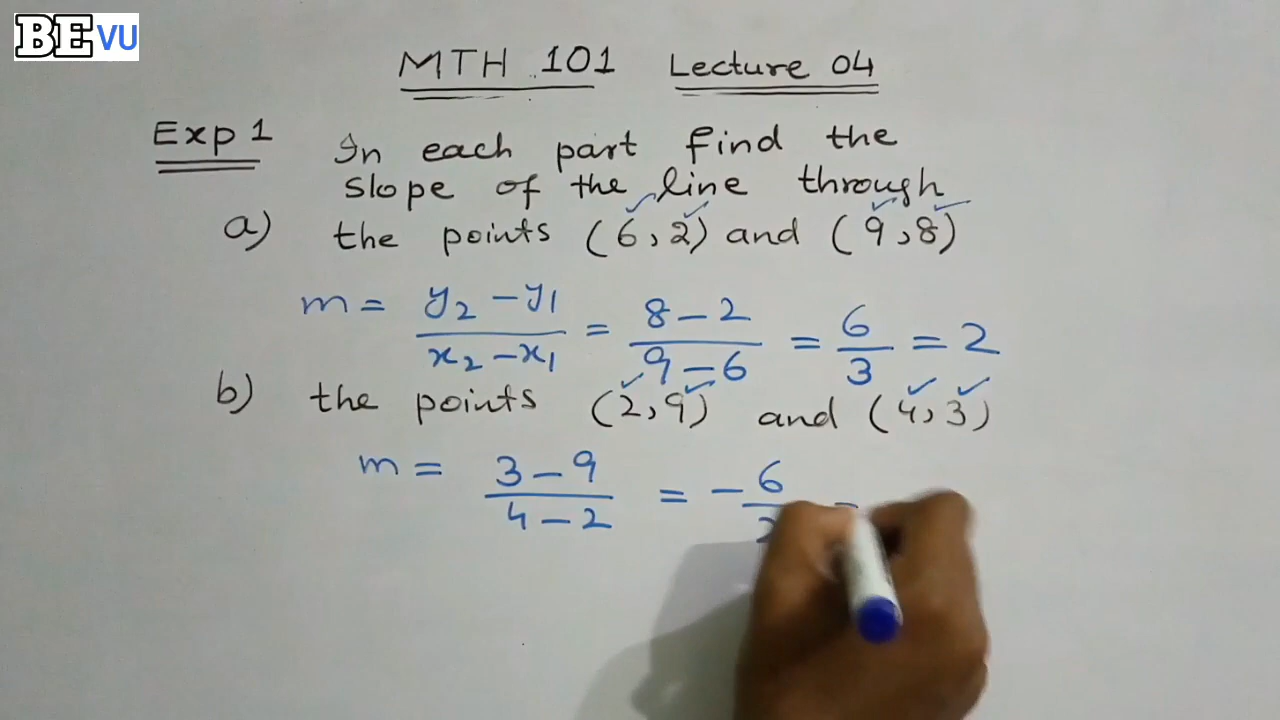 BEVU
MTH 101 Lecture 04
Exp 1 In each part find the
slope of the line through
a) the points (6,2) and (9,8)
m = y2 - y1 / x2 - x1 = 8 - 2 / 9 - 6 = 6 / 3 = 2
b) the points (2,9) and (4,3)
m = 3 - 9 / 4 - 2 = - 6 / 2 =